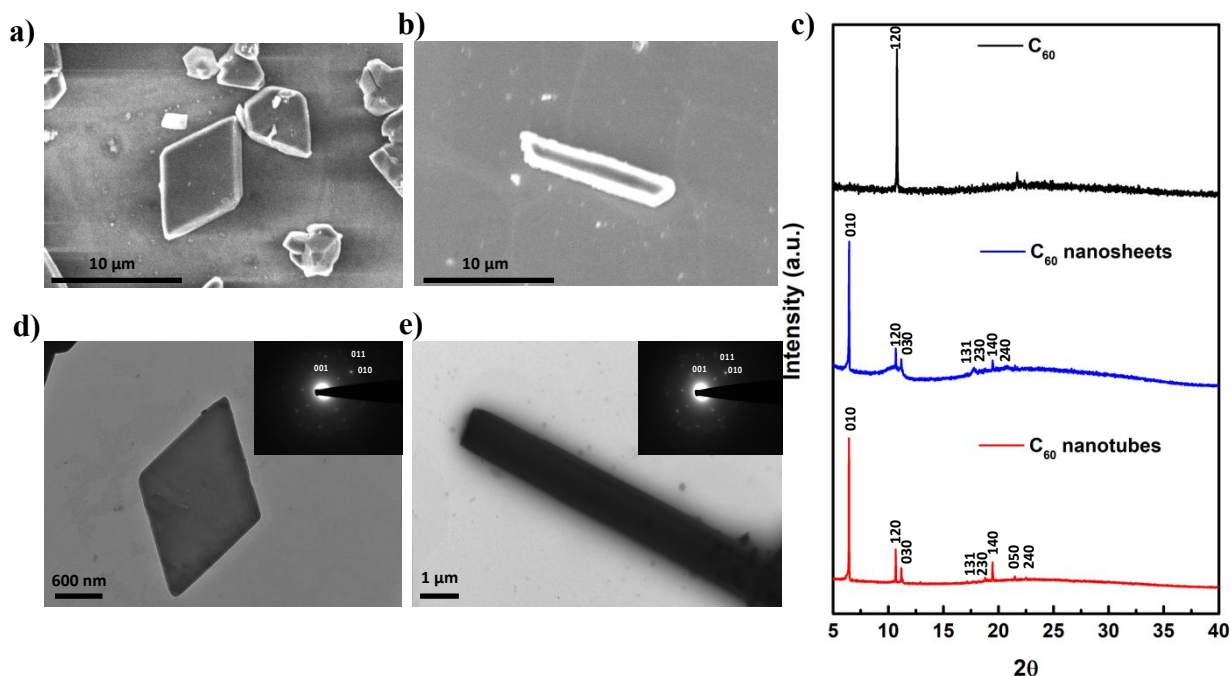 a)
10 µm
b)
10 µm
c)
Intensity (a.u.)
C60
120
C60 nanosheets
010
120
030
131
230
140
240
C60 nanotubes
010
120
030
131
230
140
050
240
5 10 15 20 25 30 35 40
2θ
d)
600 nm
011
001
010
e)
1 µm
011
001
010